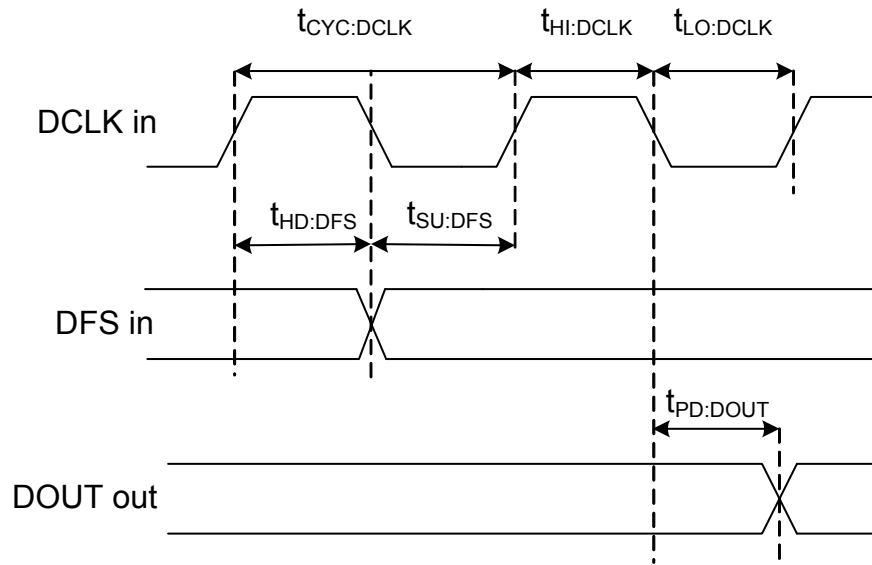 tCYC:DCLK tHI:DCLK tLO:DCLK
DCLK in
tHD:DFS tSU:DFS
DFS in
tPD:DOUT
DOUT out